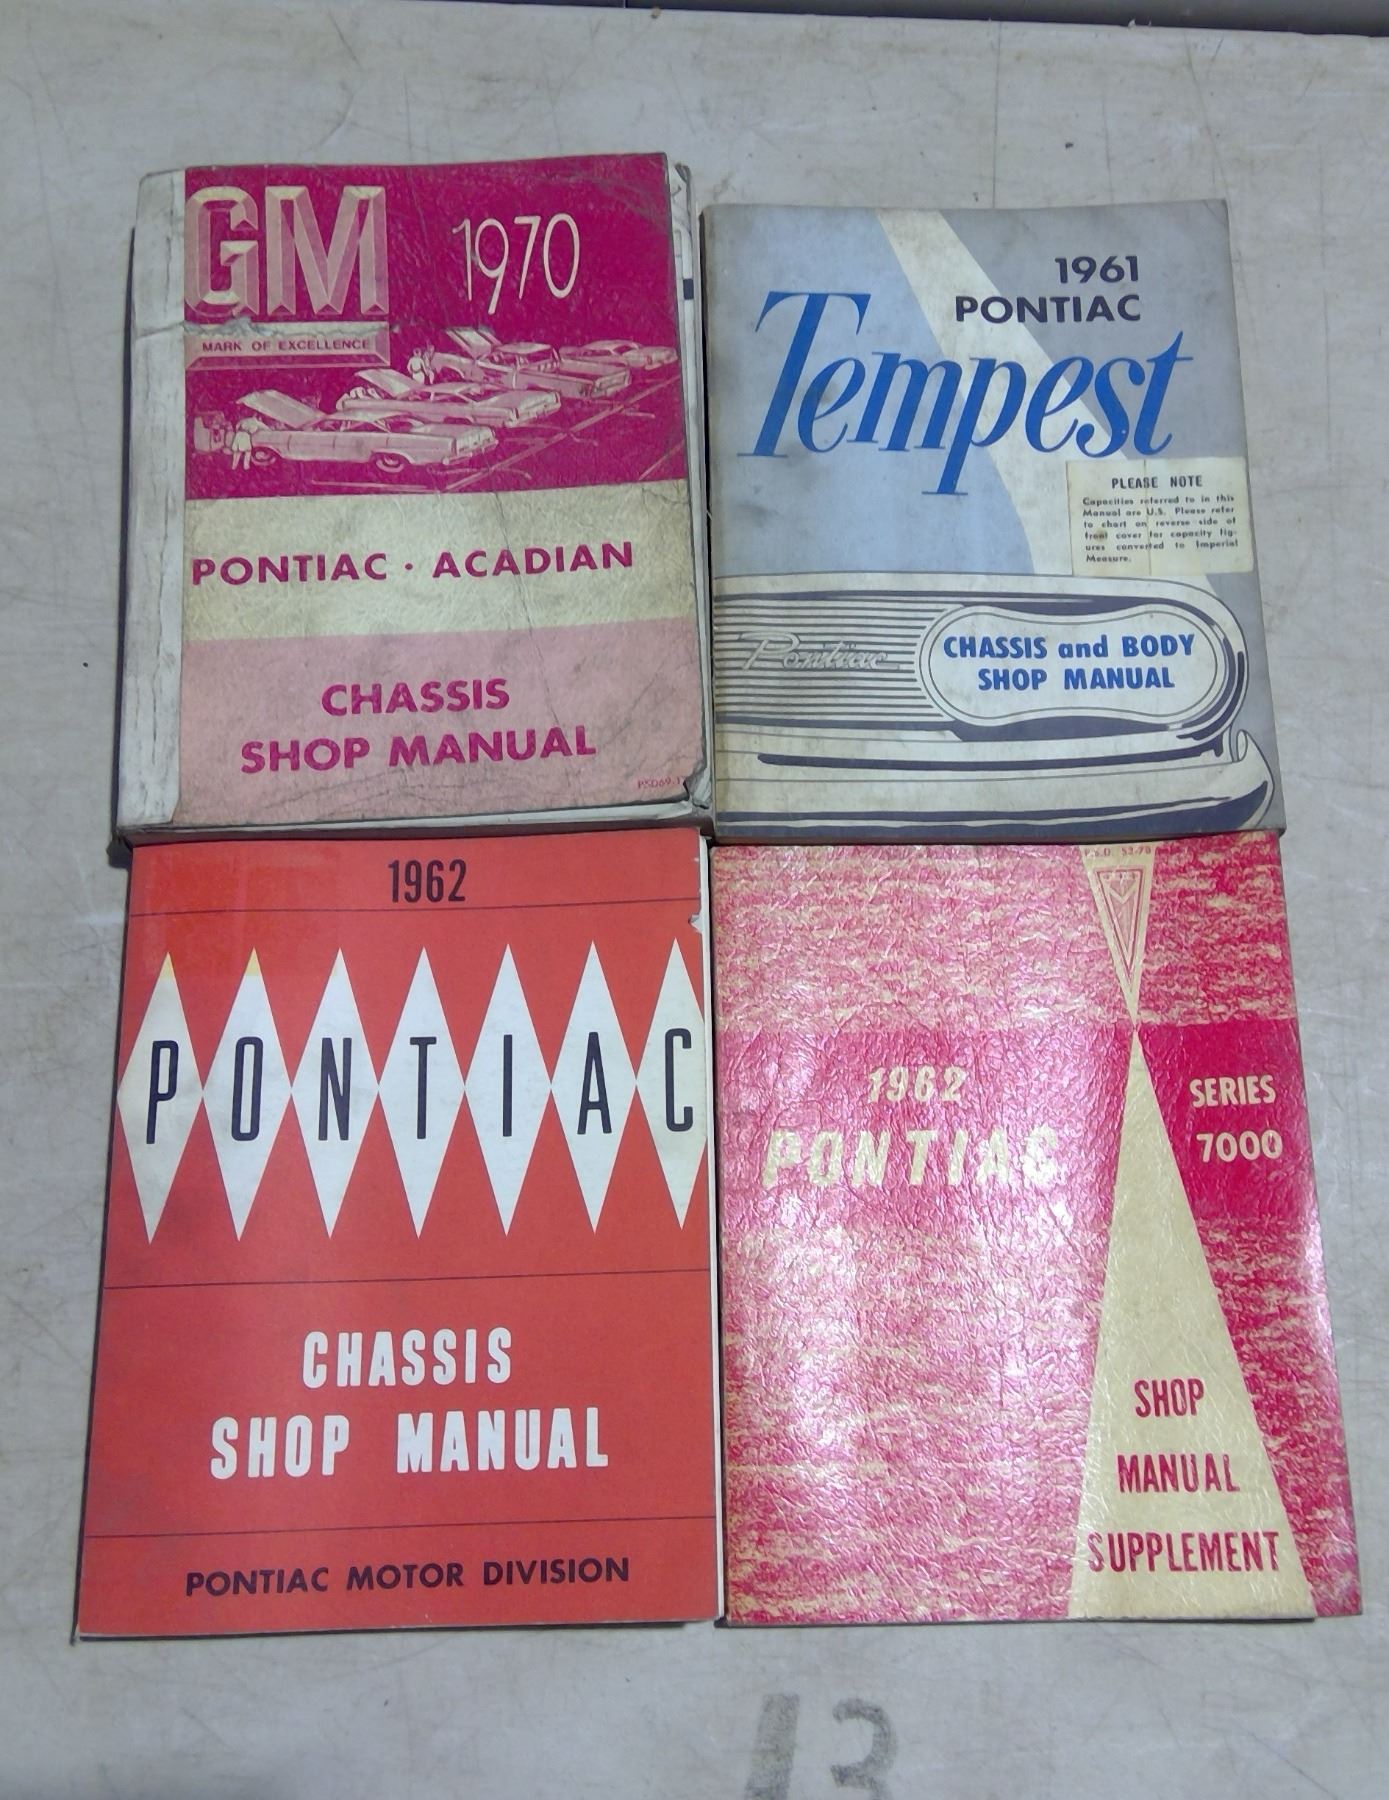 GM
MARK OF EXCELLENCE
1970
PONTIAC · ACADIAN
CHASSIS
SHOP MANUAL
1961
PONTIAC
Tempest
PLEASE NOTE
Capacities referred to in this
Manual are U.S. Please refer
to chart on reverse side of
front cover for capacity fig-
ures converted to Imperial
Measure.
Pontiac
CHASSIS and BODY
SHOP MANUAL
1962
PONTIAC
CHASSIS
SHOP MANUAL
PONTIAC MOTOR DIVISION
1962
PONTIAC
SERIES
7000
SHOP
MANUAL
SUPPLEMENT
13